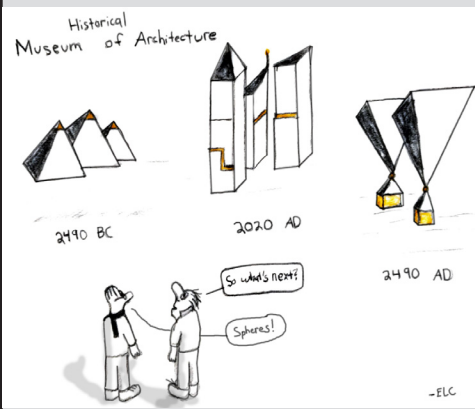 Historical
Museum of Architecture
2490 BC
2020 AD
2490 AD
So what's next?
Spheres!
-ELC